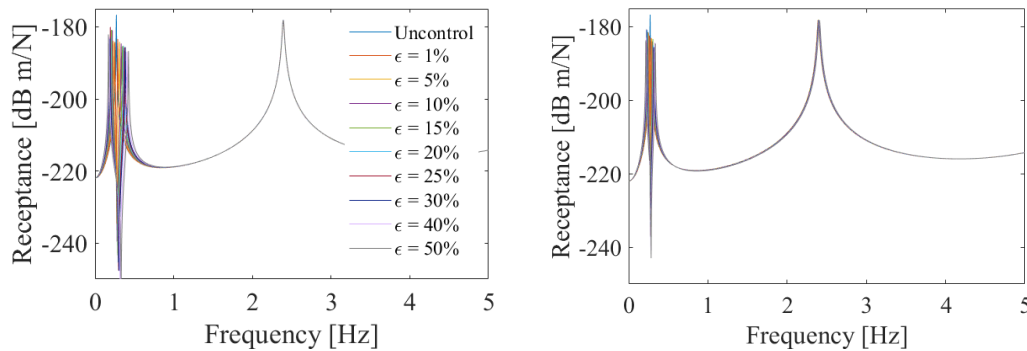 Receptance [dB m/N]
-180
-200
-220
-240
0
1
2
3
4
5
Frequency [Hz]
Uncontrol
ϵ = 1%
ϵ = 5%
ϵ = 10%
ϵ = 15%
ϵ = 20%
ϵ = 25%
ϵ = 30%
ϵ = 40%
ϵ = 50%
Receptance [dB m/N]
-180
-200
-220
-240
0
1
2
3
4
5
Frequency [Hz]